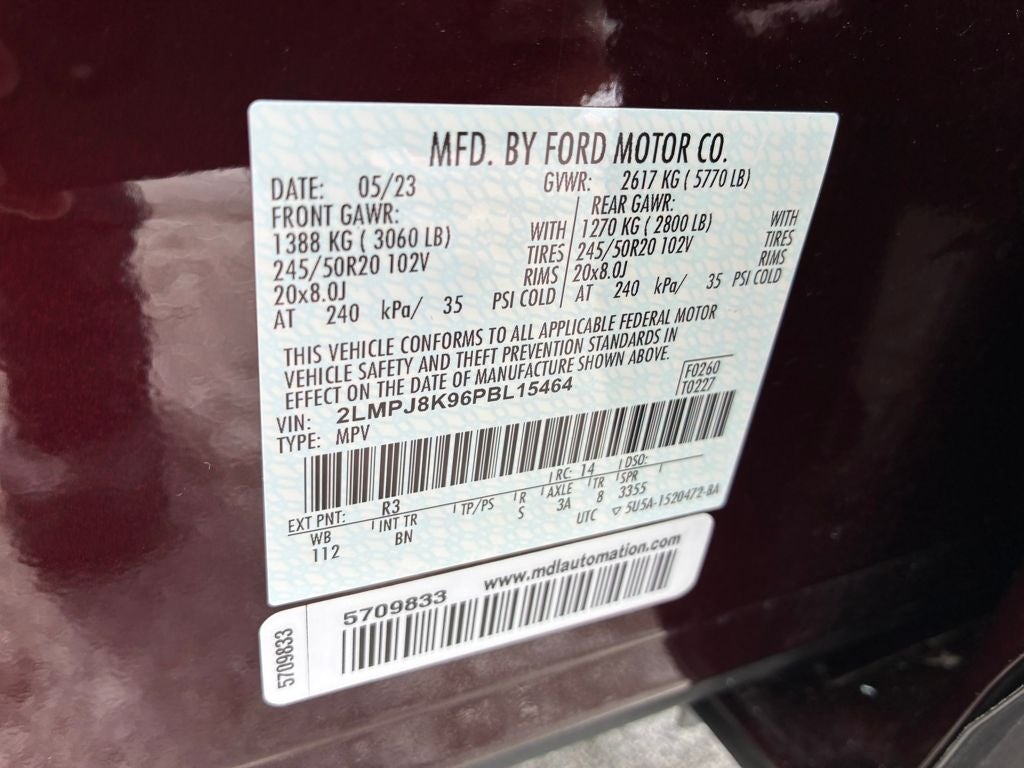 MFD. BY FORD MOTOR CO.
DATE: 05/23 GVWR: 2617 KG ( 5770 LB)
FRONT GAWR: REAR GAWR:
1388 KG ( 3060 LB) WITH 1270 KG ( 2800 LB) WITH
245/50R20 102V TIRES 245/50R20 102V TIRES
20x8.0J RIMS 20x8.0J RIMS
AT 240 kPa/ 35 PSI COLD AT 240 kPa/ 35 PSI COLD
THIS VEHICLE CONFORMS TO ALL APPLICABLE FEDERAL MOTOR
VEHICLE SAFETY AND THEFT PREVENTION STANDARDS IN
EFFECT ON THE DATE OF MANUFACTURE SHOWN ABOVE.
VIN: 2LMPJ8K96PBL15464 F0260
TYPE: MPV T0227
EXT PNT: R3 RC: 14 DSO:
WB INT TR TP/PS R AXLE TR SPR
112 BN S 3A 8 3355
UTC ▽ 5U5A-1520472-BA
5709833 www.mdlautomation.com
5709833